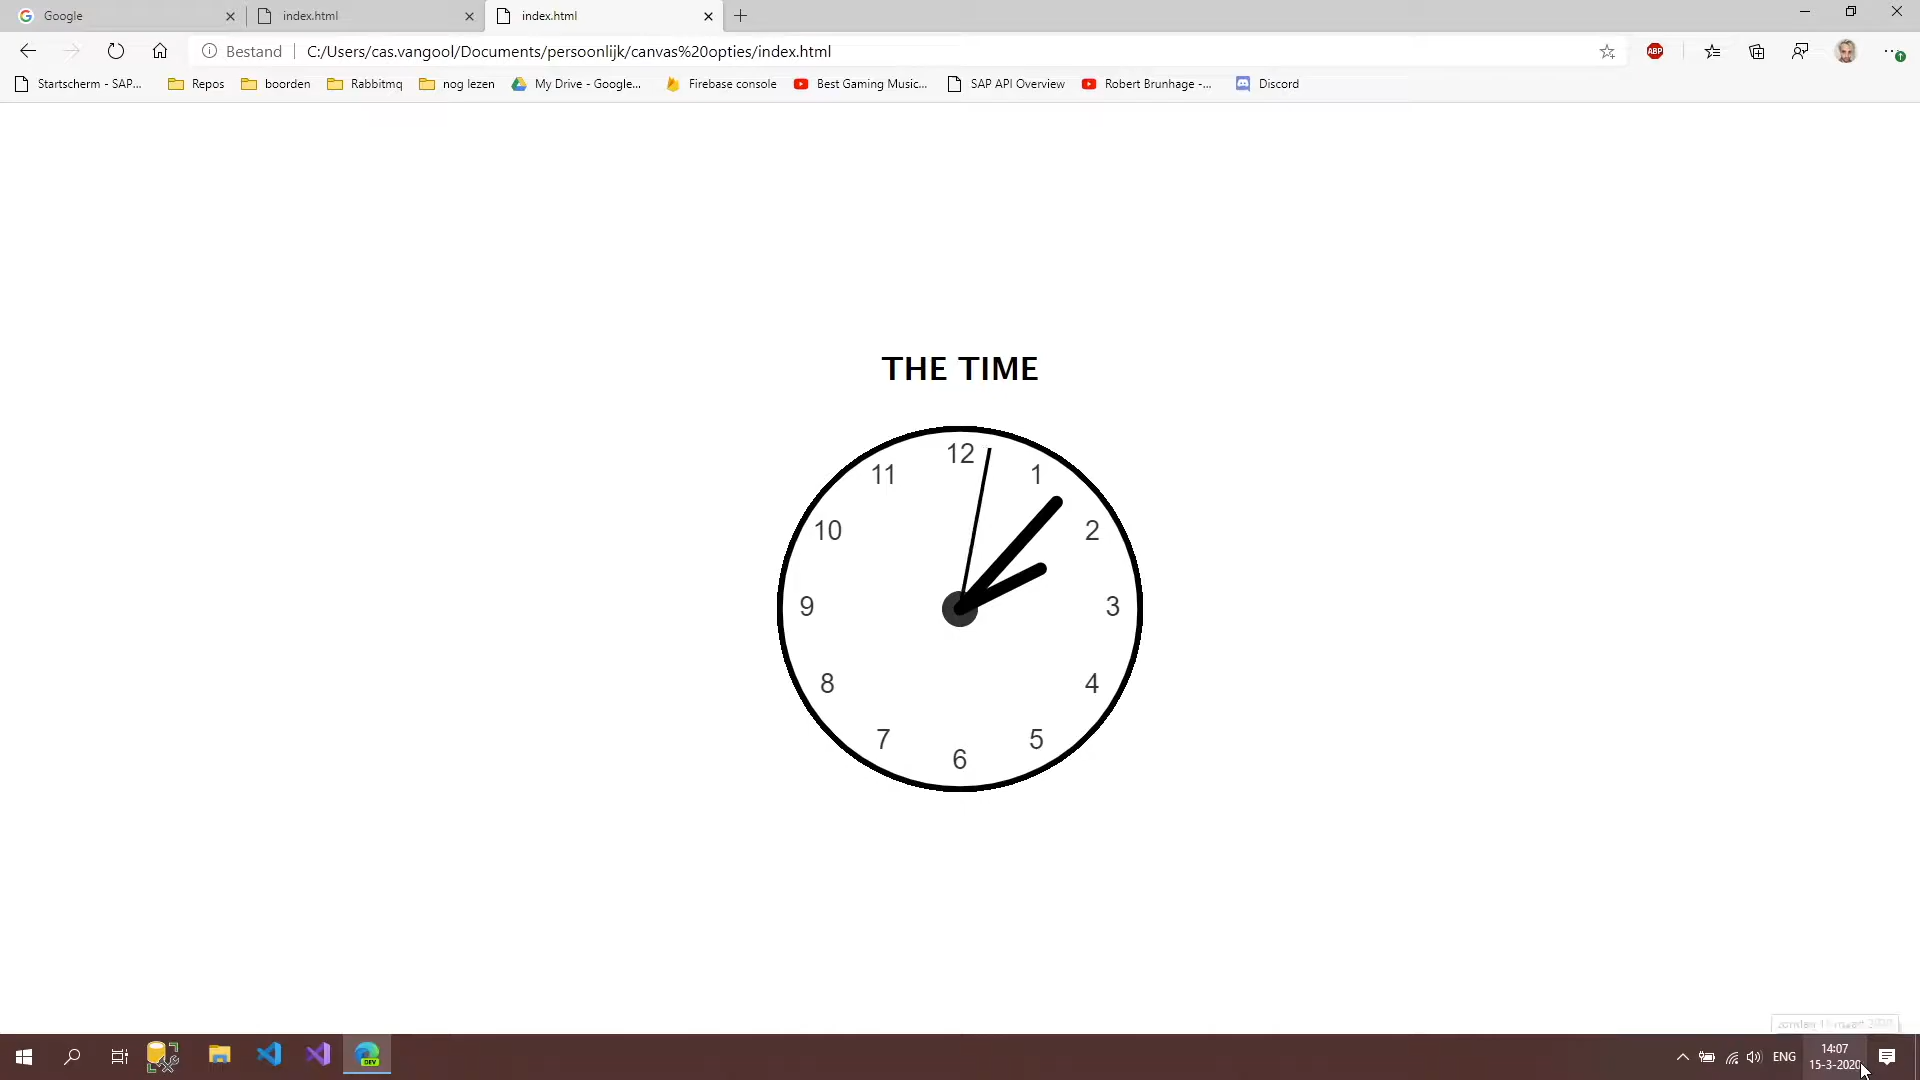 Google
index.html
index.html
Bestand
C:/Users/cas.vangool/Documents/persoonlijk/canvas%20opties/index.html
ABP
Startscherm - SAP...
Repos
boorden
Rabbitmq
nog lezen
My Drive - Google...
Firebase console
Best Gaming Music...
SAP API Overview
Robert Brunhage -...
Discord
THE TIME
12
11
1
10
2
9
3
8
4
7
5
6
DEV
ENG
14:07
15-3-2020